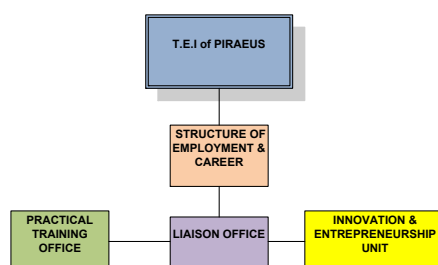 T.E.I of PIRAEUS
STRUCTURE OF
EMPLOYMENT &
CAREER
PRACTICAL
TRAINING
OFFICE
LIAISON OFFICE
INNOVATION &
ENTREPRENEURSHIP
UNIT